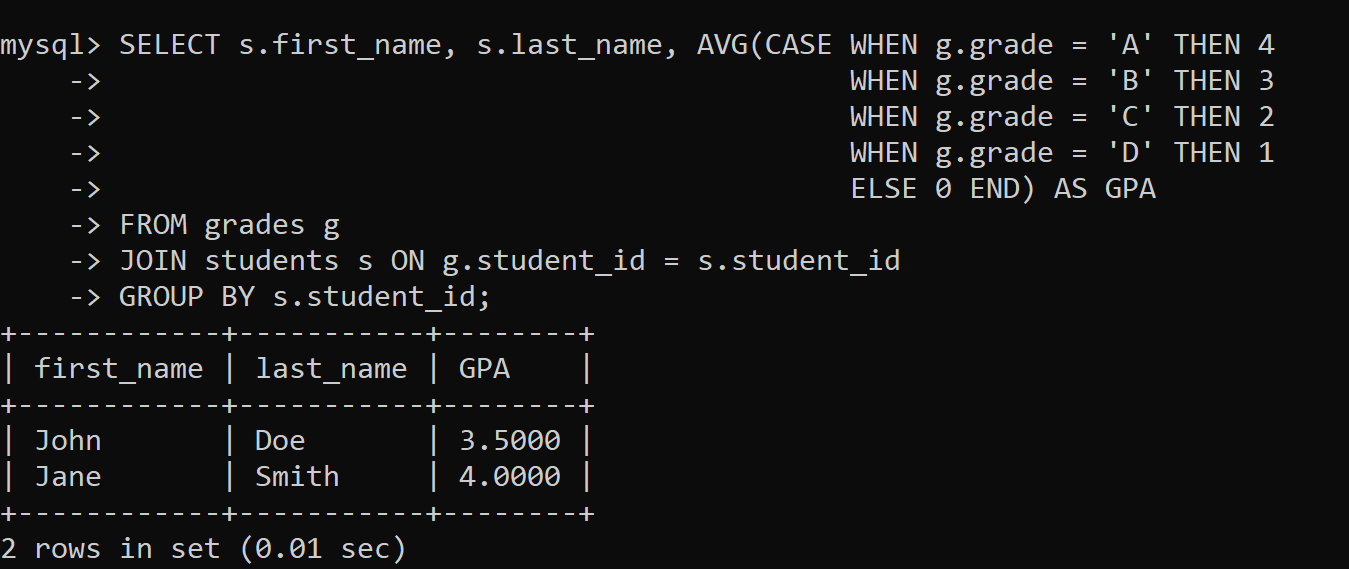 mysql> SELECT s.first_name, s.last_name, AVG(CASE WHEN g.grade = 'A' THEN 4
    ->                                            WHEN g.grade = 'B' THEN 3
    ->                                            WHEN g.grade = 'C' THEN 2
    ->                                            WHEN g.grade = 'D' THEN 1
    ->                                            ELSE 0 END) AS GPA
    -> FROM grades g
    -> JOIN students s ON g.student_id = s.student_id
    -> GROUP BY s.student_id;
+------------+-----------+--------+
| first_name | last_name | GPA    |
+------------+-----------+--------+
| John       | Doe       | 3.5000 |
| Jane       | Smith     | 4.0000 |
+------------+-----------+--------+
2 rows in set (0.01 sec)